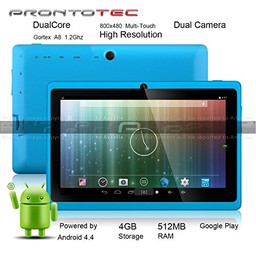 PRONTOTEC
DualCore
800x480 Multi-Touch
Dual Camera
Gortex A8 1.2Ghz
High Resolution
Powered by
Android 4.4
4GB
Storage
512MB
RAM
Google Play